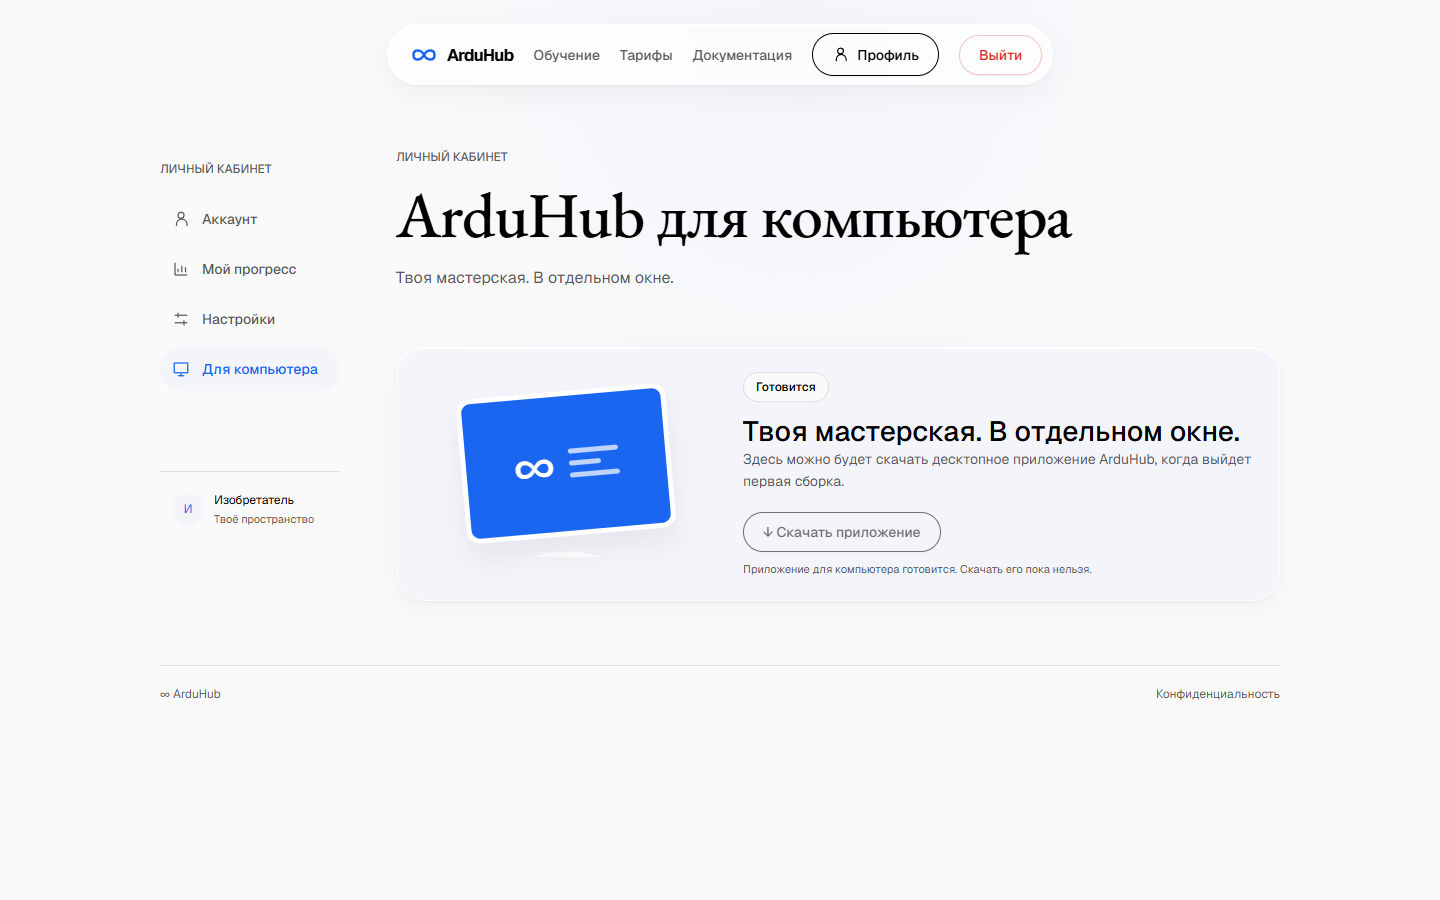 ArduHub Обучение Тарифы Документация Профиль Выйти
ЛИЧНЫЙ КАБИНЕТ
Аккаунт
Мой прогресс
Настройки
Для компьютера
И
Изобретатель
Твоё пространство
ЛИЧНЫЙ КАБИНЕТ
ArduHub для компьютера
Твоя мастерская. В отдельном окне.
Готовится
Твоя мастерская. В отдельном окне.
Здесь можно будет скачать десктопное приложение ArduHub, когда выйдет
первая сборка.
↓ Скачать приложение
Приложение для компьютера готовится. Скачать его пока нельзя.
∞ ArduHub
Конфиденциальность